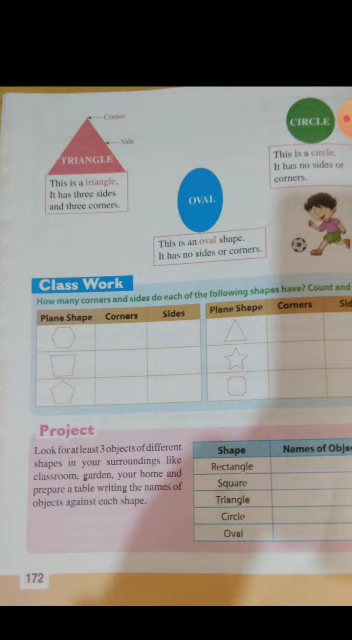 Corner
Side
TRIANGLE
This is a triangle.
It has three sides
and three corners.
OVAL
This is an oval shape.
It has no sides or corners.
CIRCLE
This is a circle.
It has no sides or
corners.
Class Work
How many corners and sides do each of the following shapes have? Count and
Plane Shape Corners Sides Plane Shape Corners
Project
Look for at least 3 objects of different
shapes in your surroundings like
classroom, garden, your home and
prepare a table writing the names of
objects against each shape.
Shape Names of
Rectangle
Square
Triangle
Circle
Oval
172